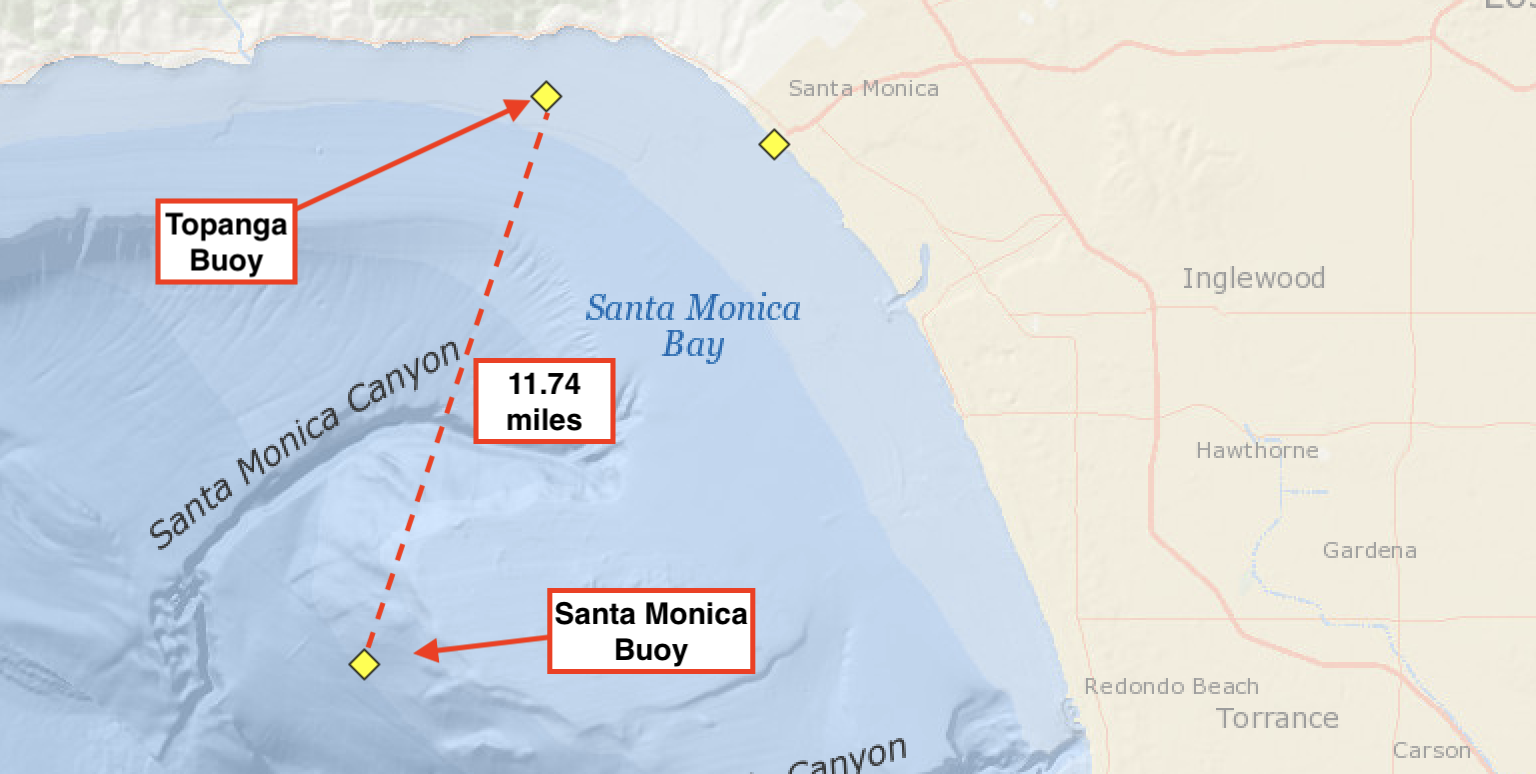 Santa Monica
Topanga
Buoy
Inglewood
Santa Monica
Bay
Santa Monica Canyon
11.74
miles
Hawthorne
Gardena
Santa Monica
Buoy
Redondo Beach
Torrance
Canyon
Carson